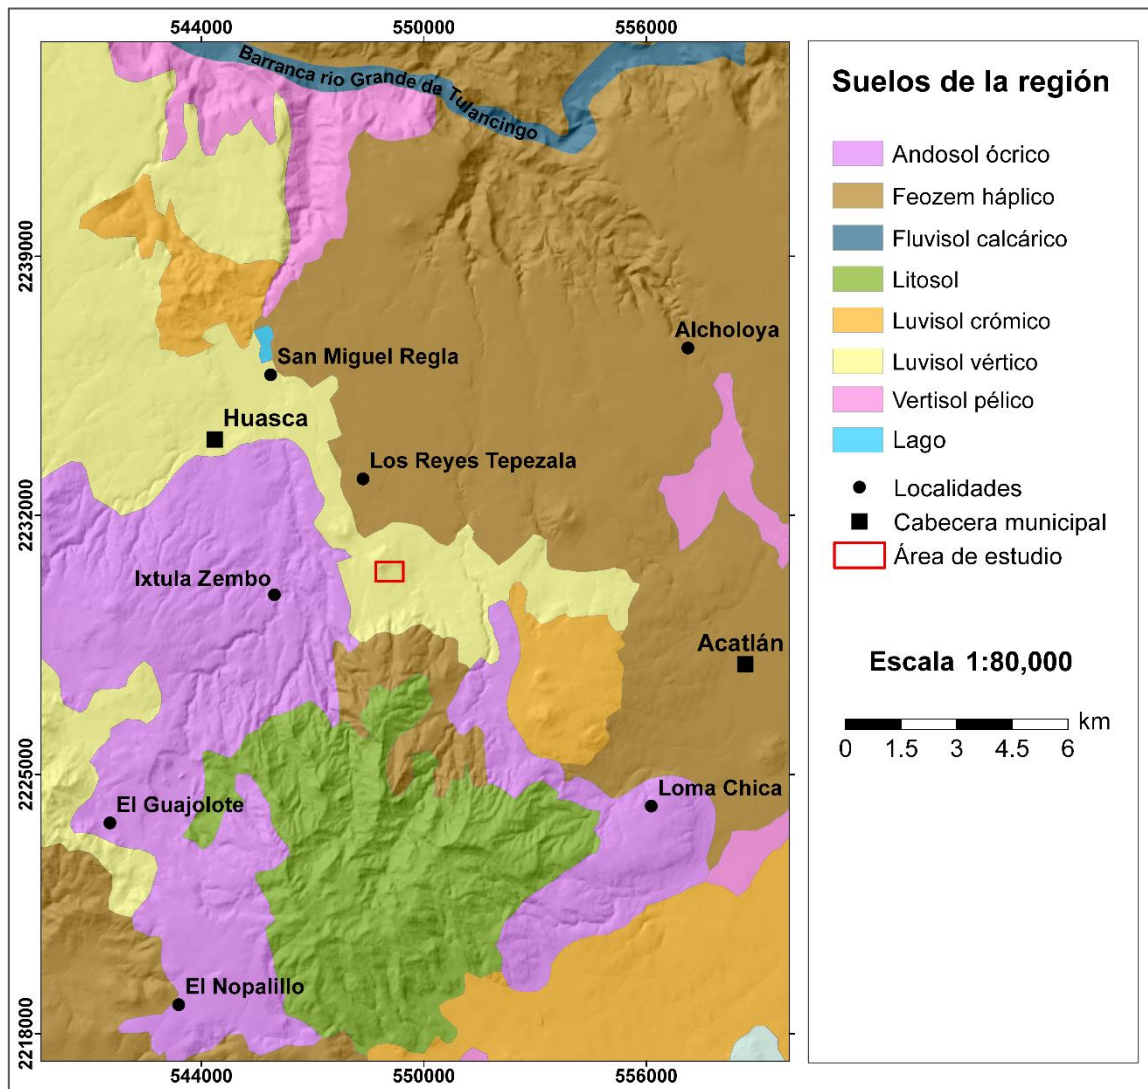 544000 550000 556000
Barranca rio Grande de Tulancingo
2239000
2232000
2225000
2218000
San Miguel Regla
Alcholoya
Huasca
Los Reyes Tepezala
Ixtula Zembo
Acatlán
El Guajolote
Loma Chica
El Nopalillo
544000 550000 556000
Suelos de la región
Andosol ócrico
Feozem háplico
Fluvisol calcárico
Litosol
Luvisol crómico
Luvisol vértico
Vertisol pélico
Lago
Localidades
Cabecera municipal
Área de estudio
Escala 1:80,000
km
0 1.5 3 4.5 6